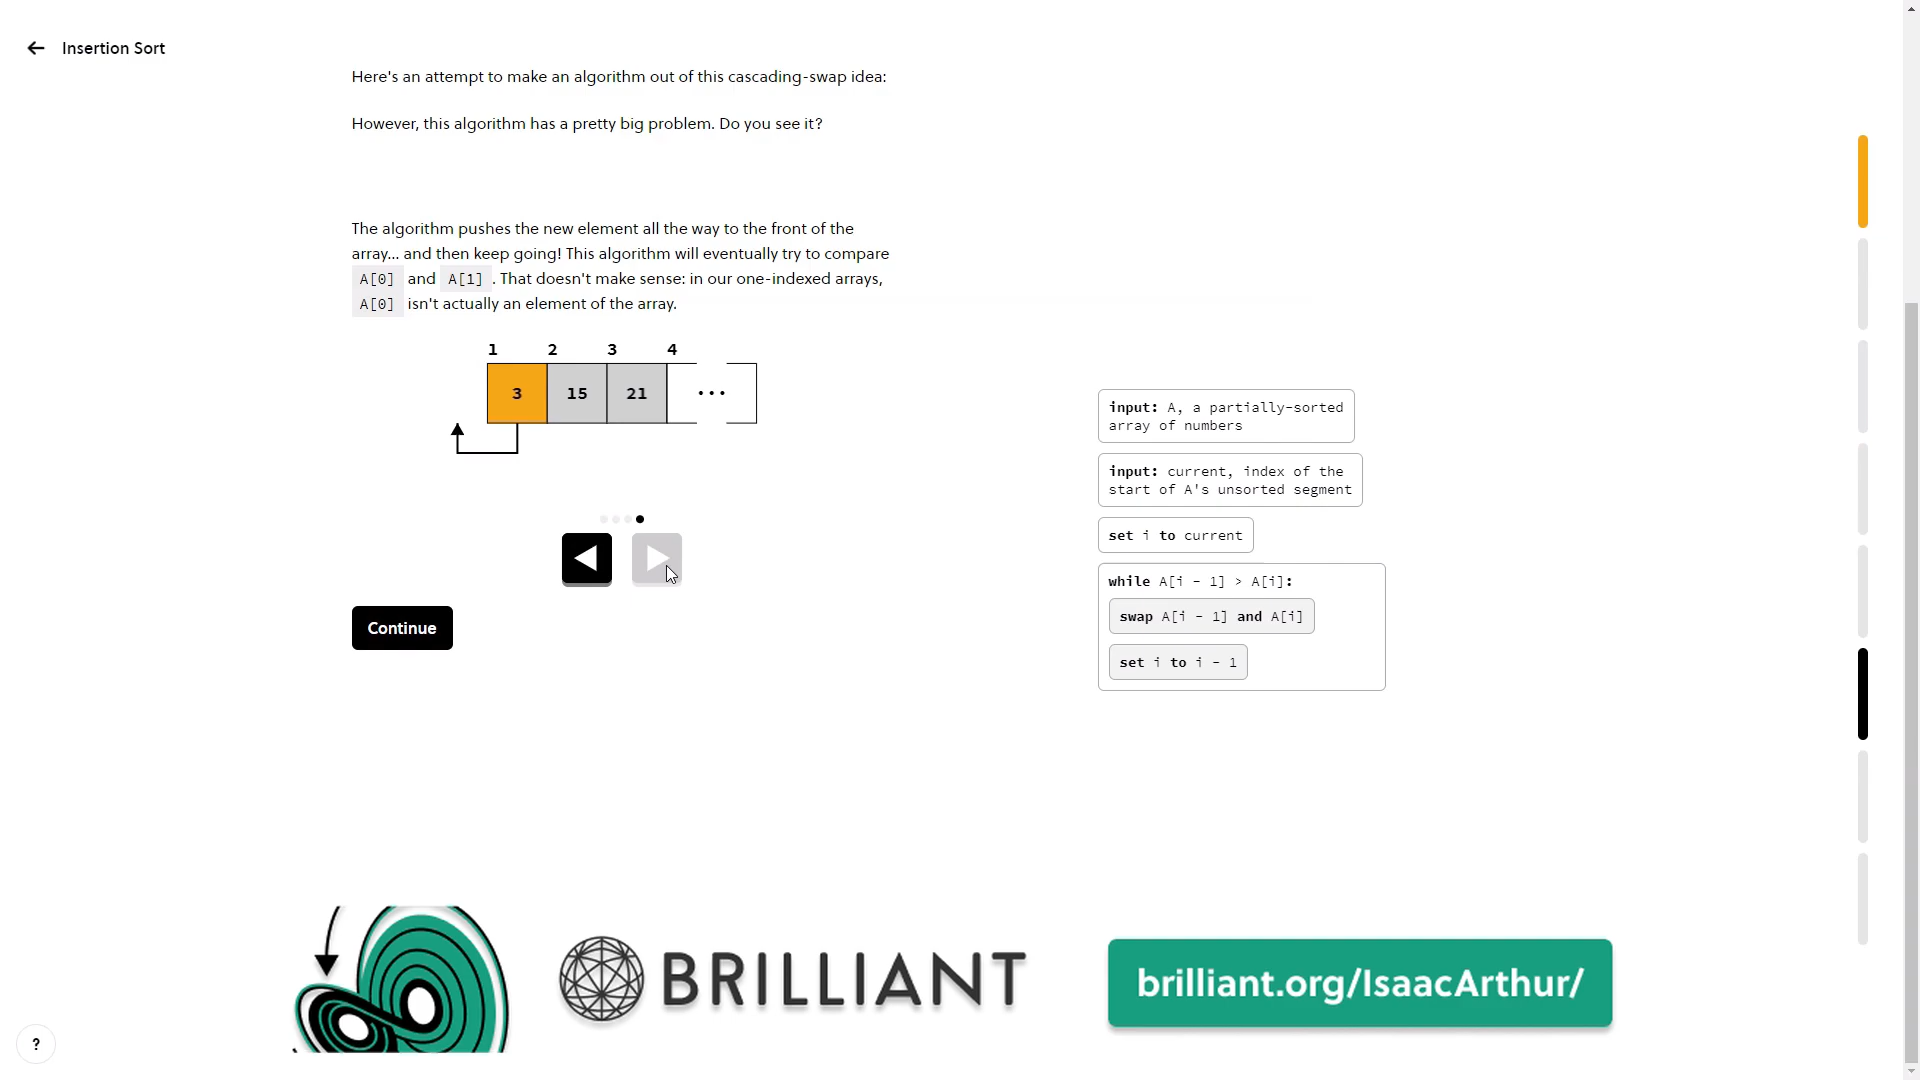 Insertion Sort
Here's an attempt to make an algorithm out of this cascading-swap idea:
However, this algorithm has a pretty big problem. Do you see it?
The algorithm pushes the new element all the way to the front of the
array... and then keep going! This algorithm will eventually try to compare
A[0] and A[1]. That doesn't make sense: in our one-indexed arrays,
A[0] isn't actually an element of the array.
1 2 3 4
3 15 21 ...
Continue
input: A, a partially-sorted
array of numbers
input: current, index of the
start of A's unsorted segment
set i to current
while A[i - 1] > A[i]:
swap A[i - 1] and A[i]
set i to i - 1
BRILLIANT
brilliant.org/IsaacArthur/
?